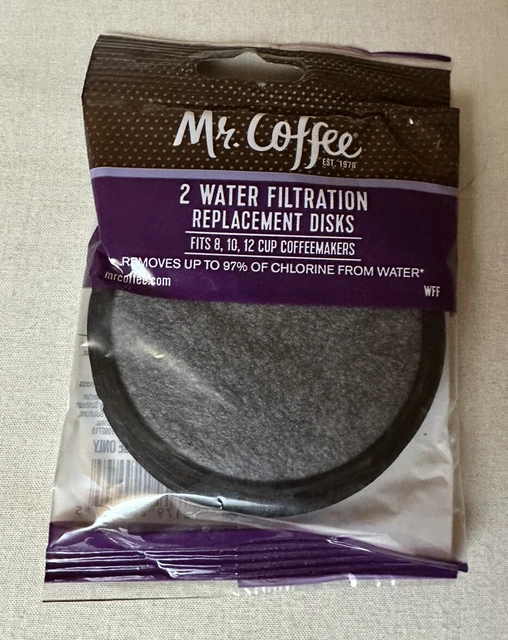 Mr. Coffee
EST. 1970
2 WATER FILTRATION
REPLACEMENT DISKS
FITS 8, 10, 12 CUP COFFEEMAKERS
REMOVES UP TO 97% OF CHLORINE FROM WATER*
mrcoffee.com
WFF
ONLY